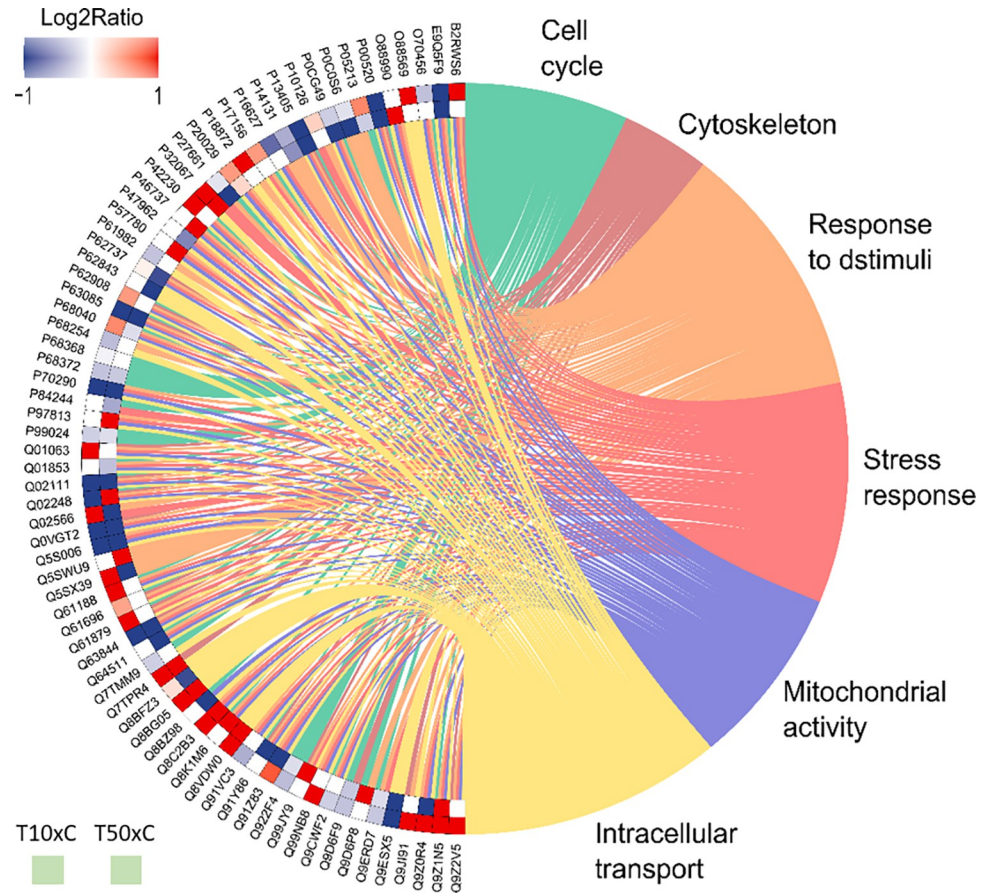 Log2Ratio
-1 1
B2RWS6
E9Q5F9
O70456
O88569
O88990
P00520
P05213
P0C0S6
P0CG49
P10126
P13405
P14131
P16627
P17156
P18872
P20029
P27661
P32067
P42230
P46737
P47962
P57780
P61982
P62737
P62843
P62908
P63085
P68040
P68254
P68368
P68372
P70290
P84244
P97813
P99024
Q01063
Q01853
Q02111
Q02248
Q02566
Q0VGT2
Q5S006
Q5SWU9
Q5SX39
Q61188
Q61696
Q61879
Q63844
Q64511
Q7TMM9
Q7TPR4
Q8BFZ3
Q8BG05
Q8BZ98
Q8C2B3
Q8K1M6
Q8VDW0
Q91VC3
Q91Y86
Q91Z83
Q922F4
Q99JY9
Q99NB8
Q9CWF2
Q9D6F9
Q9D6P8
Q9ERD7
Q9ESX5
Q9JI91
Q9Z0R4
Q9Z1N5
Q9Z2V5
Cell
cycle
Cytoskeleton
Response
to dstimuli
Stress
response
Mitochondrial
activity
Intracellular
transport
T10xC T50xC